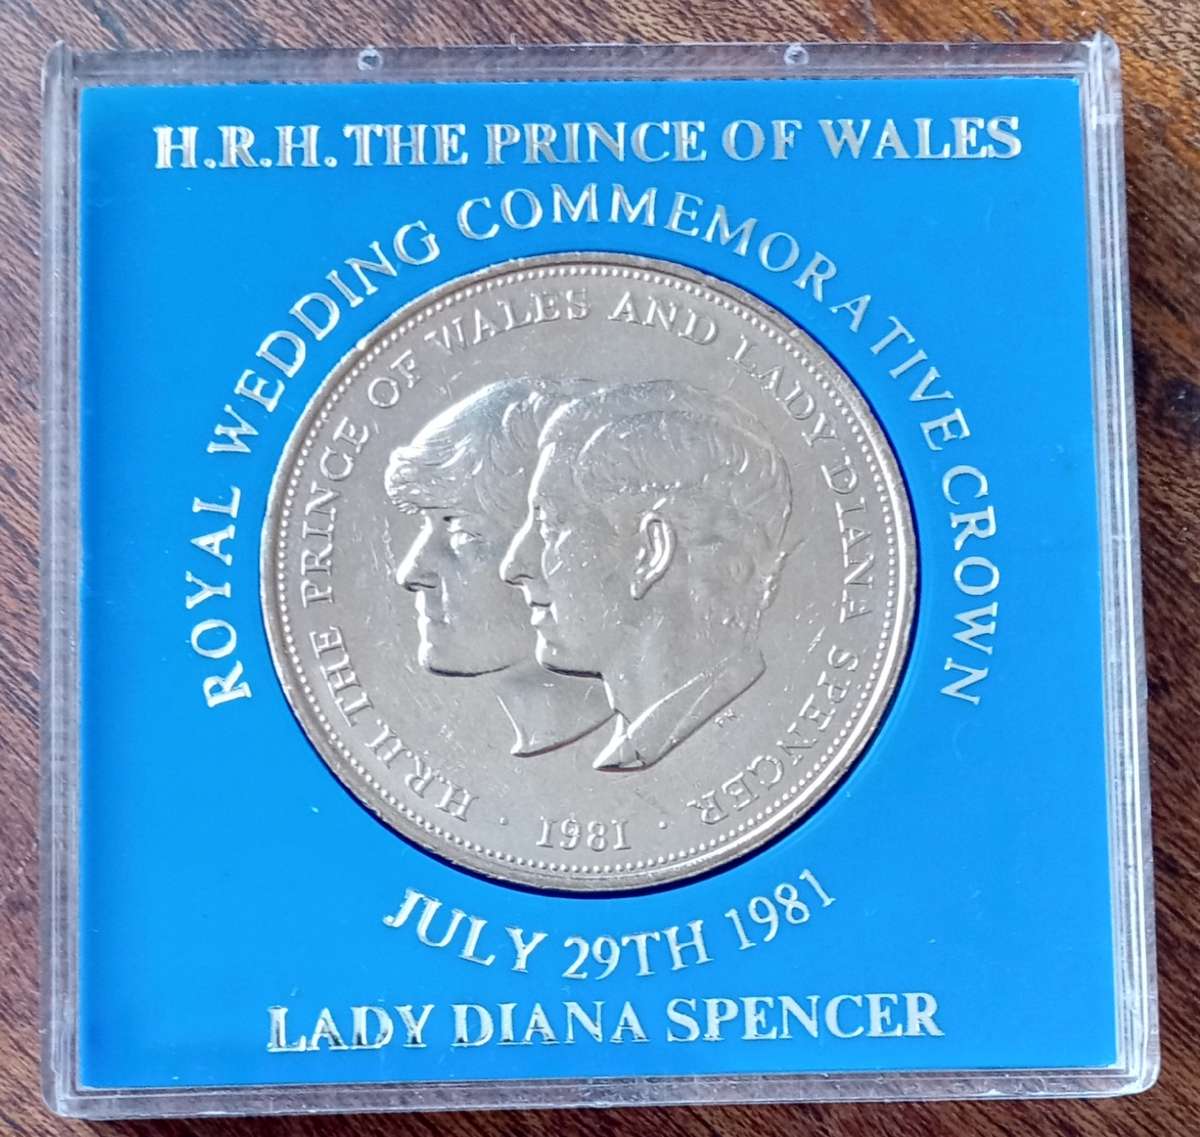 H.R.H. THE PRINCE OF WALES
ROYAL WEDDING COMMEMORATIVE CROWN
H.R.H. THE PRINCE OF WALES AND LADY DIANA SPENCER
· 1981 ·
JULY 29TH 1981
LADY DIANA SPENCER